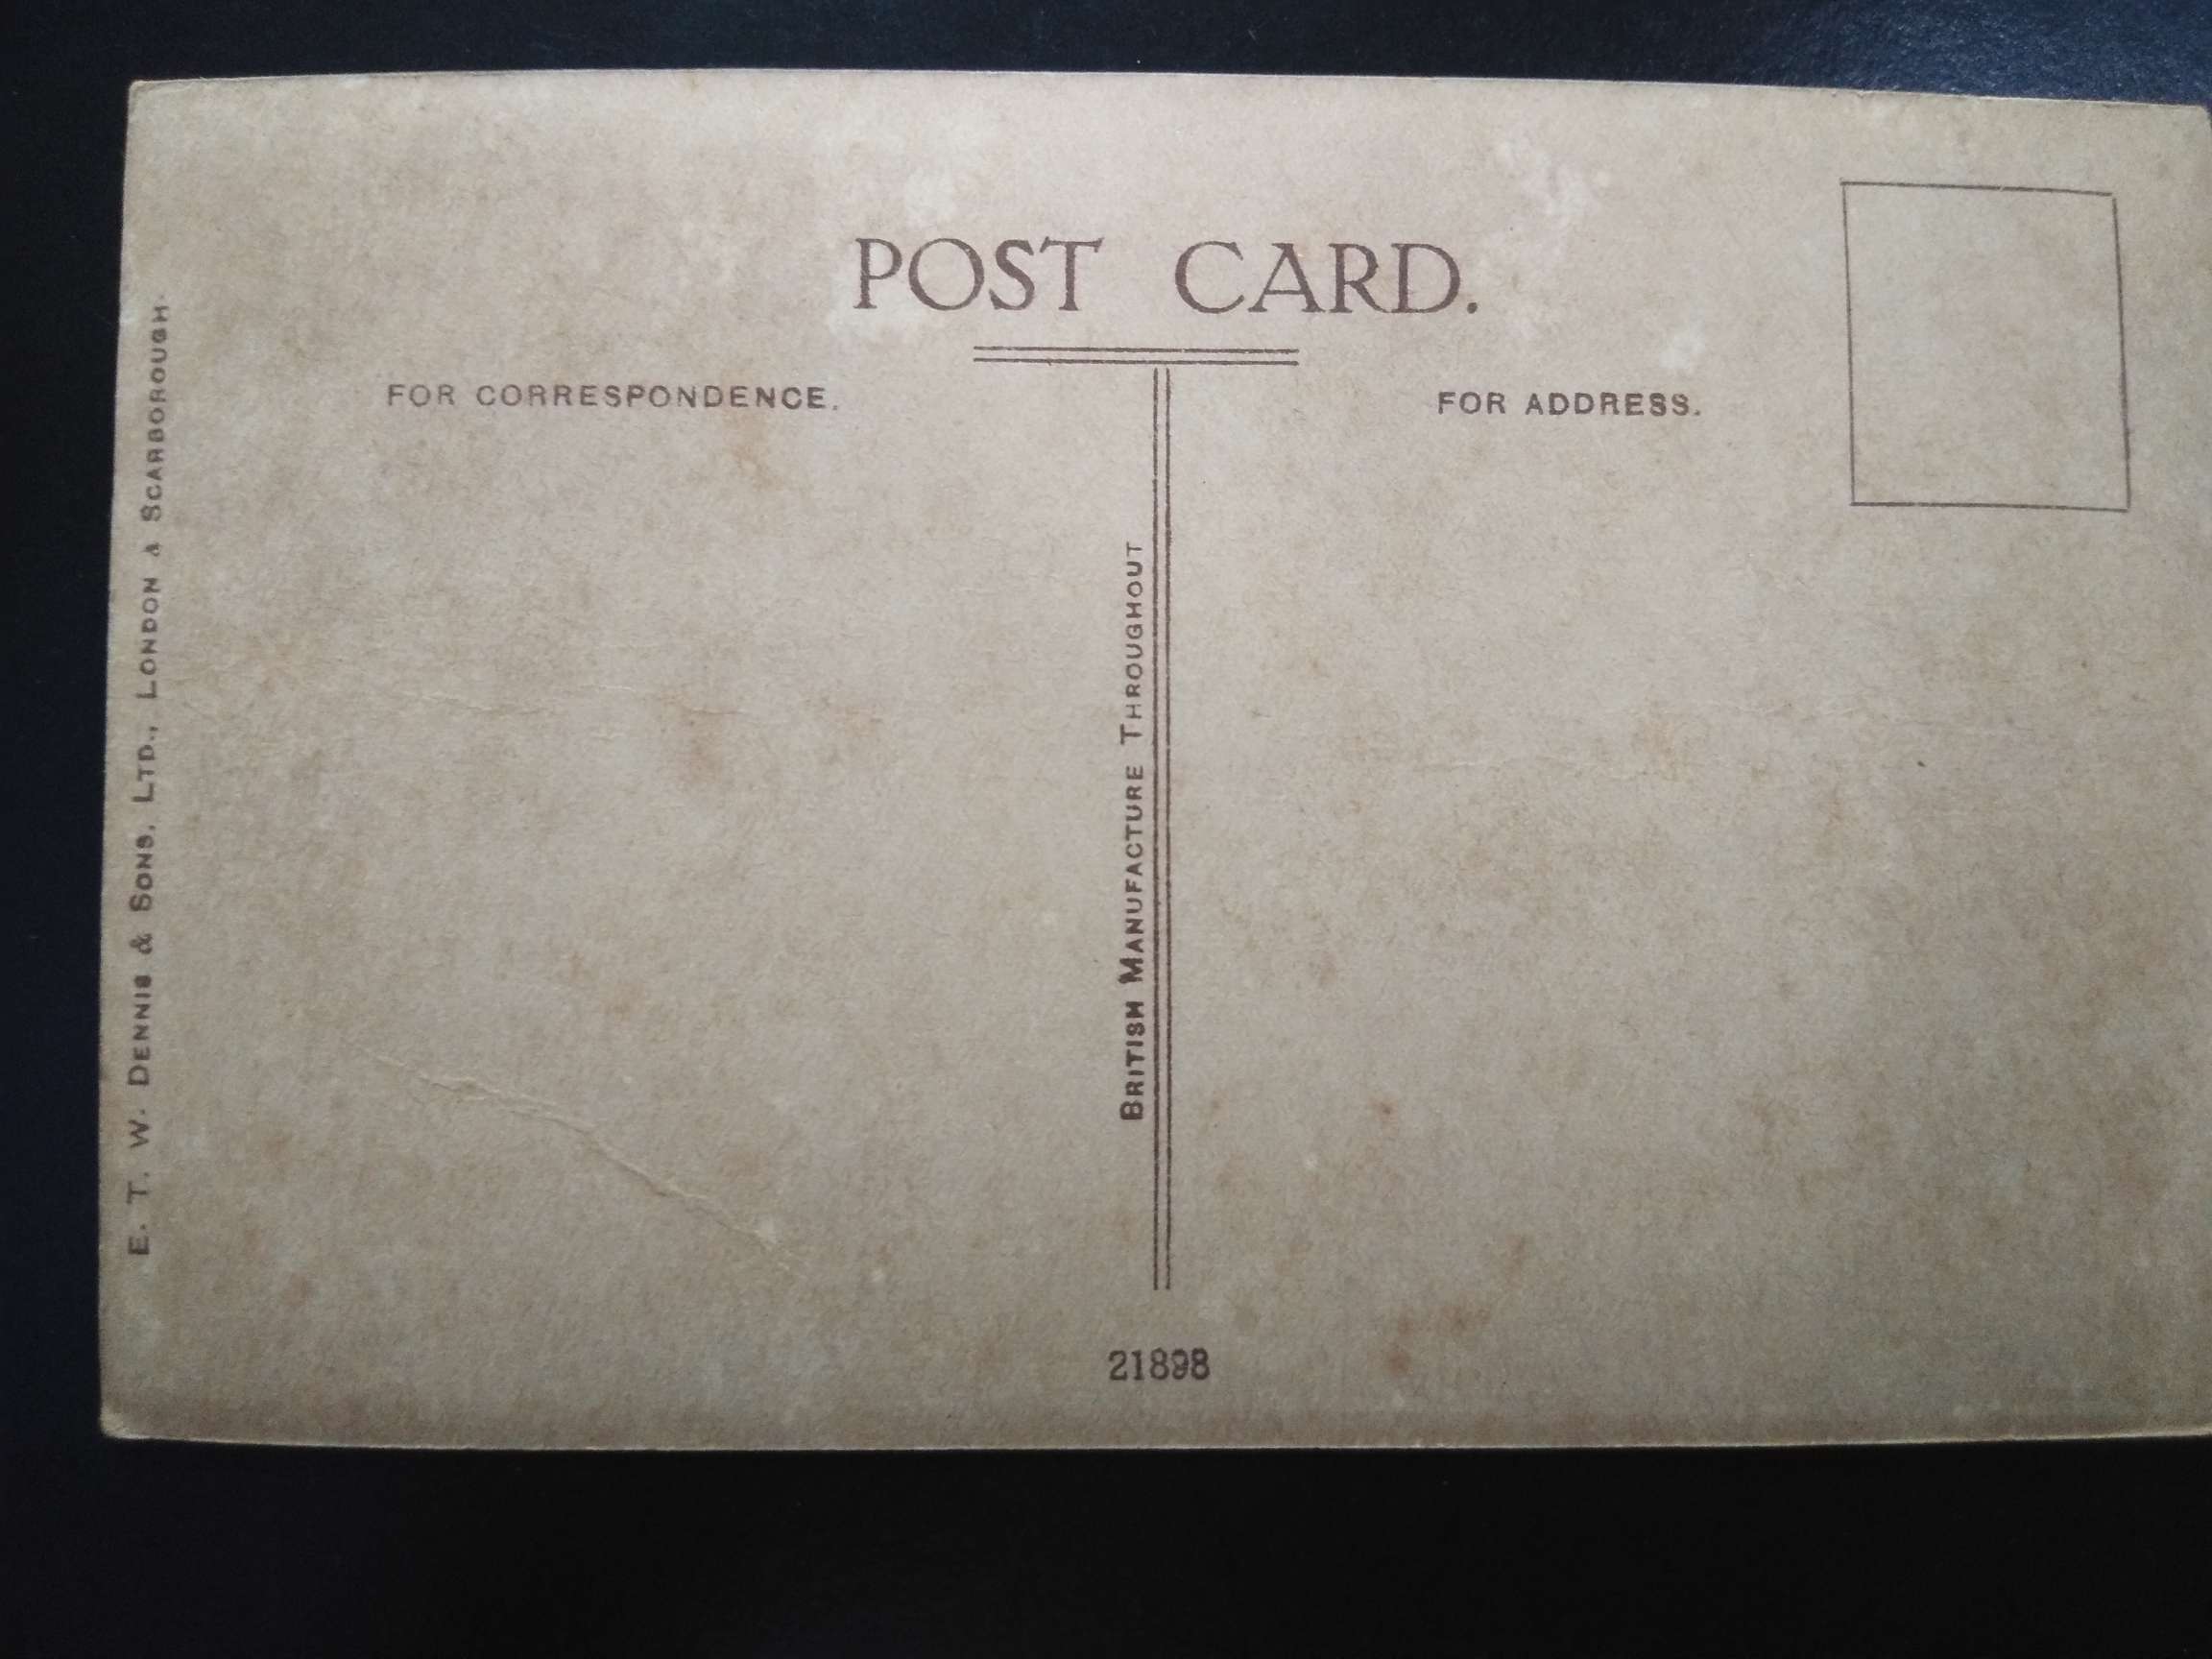 POST CARD.
FOR CORRESPONDENCE.
FOR ADDRESS.
E. T. W. DENNIS & SONS, LTD., LONDON & SCARBOROUGH.
BRITISH MANUFACTURE THROUGHOUT
21898